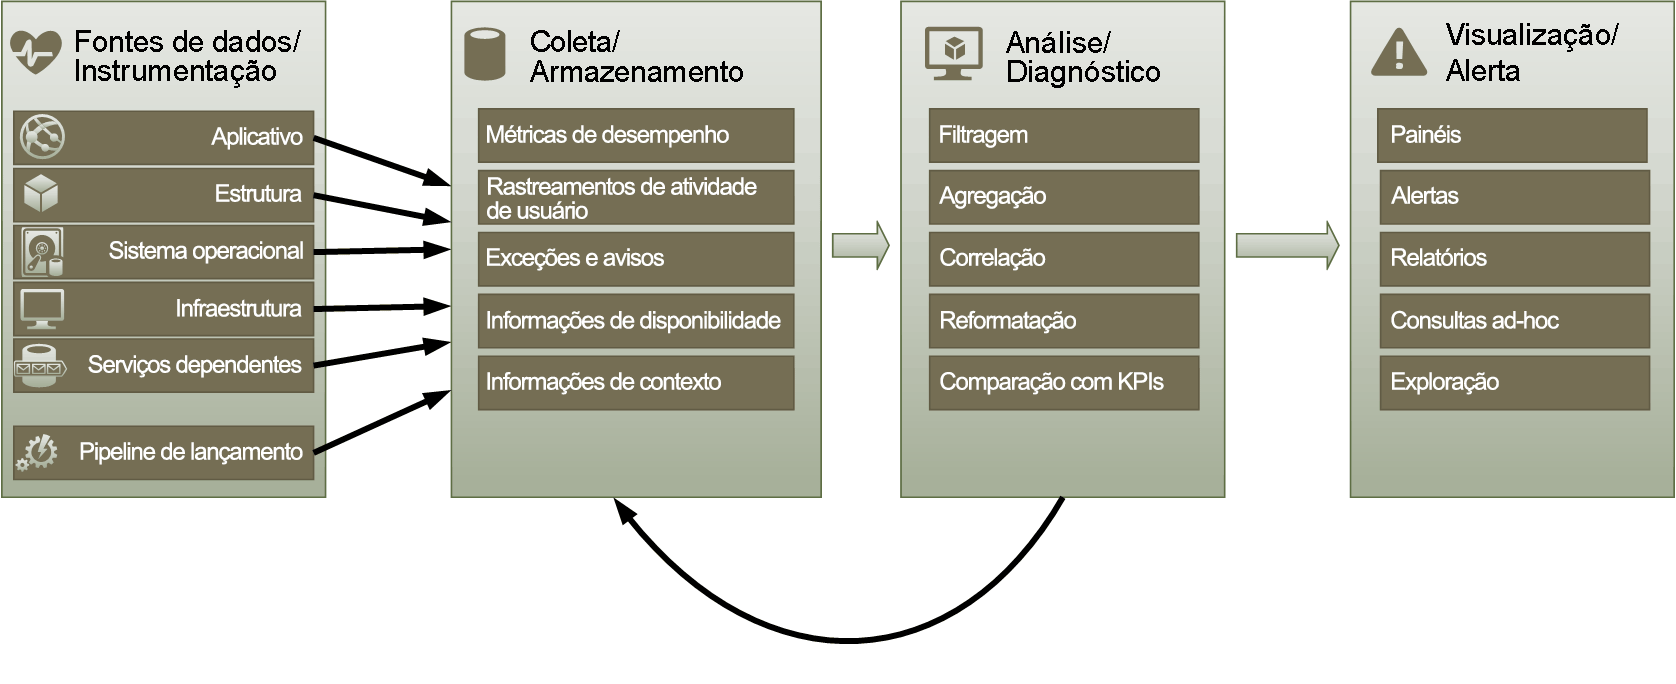 Fontes de dados/
Instrumentação
Aplicativo
Estrutura
Sistema operacional
Infraestrutura
Serviços dependentes
Pipeline de lançamento
Coleta/
Armazenamento
Métricas de desempenho
Rastreamentos de atividade
de usuário
Exceções e avisos
Informações de disponibilidade
Informações de contexto
Análise/
Diagnóstico
Filtragem
Agregação
Correlação
Reformatação
Comparação com KPIs
Visualização/
Alerta
Painéis
Alertas
Relatórios
Consultas ad-hoc
Exploração